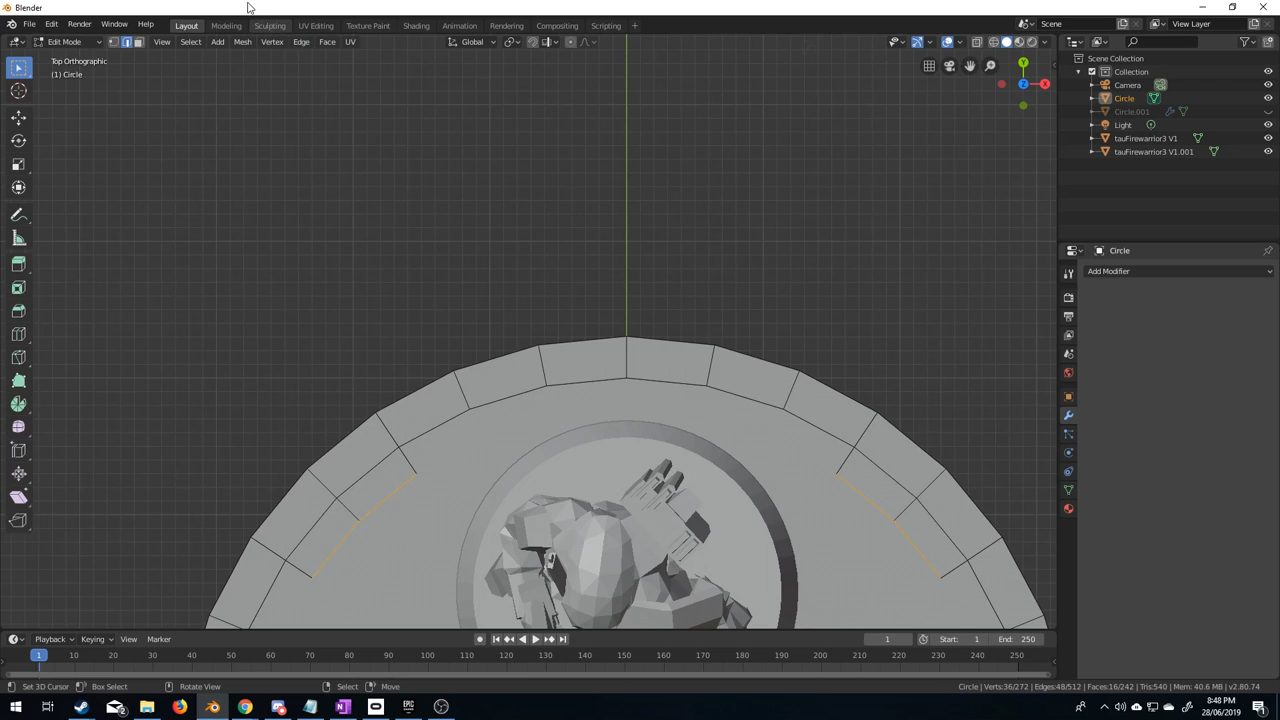 Blender
File Edit Render Window Help Layout Modeling Sculpting UV Editing Texture Paint Shading Animation Rendering Compositing Scripting + Scene View Layer
Edit Mode View Select Add Mesh Vertex Edge Face UV Global
Top Orthographic
(1) Circle
Y
Z
X
Scene Collection
Collection
Camera
Circle
Circle.001
Light
tauFirewarrior3 V1
tauFirewarrior3 V1.001
Circle
Add Modifier
Playback Keying View Marker 1 Start: 1 End: 250
1 10 20 30 40 50 60 70 80 90 100 110 120 130 140 150 160 170 180 190 200 210 220 230 240 250
Set 3D Cursor Box Select Rotate View Select Move Circle | Verts:36/272 | Edges:48/512 | Faces:16/242 | Tris:540 | Mem: 40.6 MB | v2.80.74
8:48 PM
28/06/2019